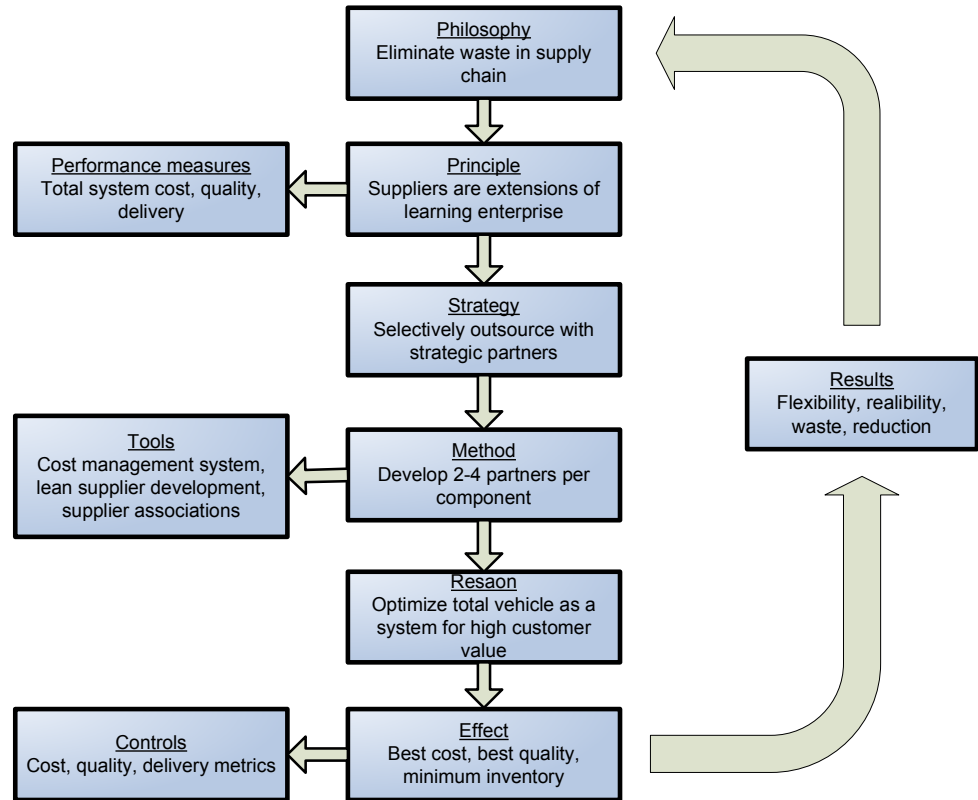 Philosophy
Eliminate waste in supply
chain
Performance measures
Total system cost, quality,
delivery
Principle
Suppliers are extensions of
learning enterprise
Strategy
Selectively outsource with
strategic partners
Results
Flexibility, realibility,
waste, reduction
Tools
Cost management system,
lean supplier development,
supplier associations
Method
Develop 2-4 partners per
component
Resaon
Optimize total vehicle as a
system for high customer
value
Controls
Cost, quality, delivery metrics
Effect
Best cost, best quality,
minimum inventory